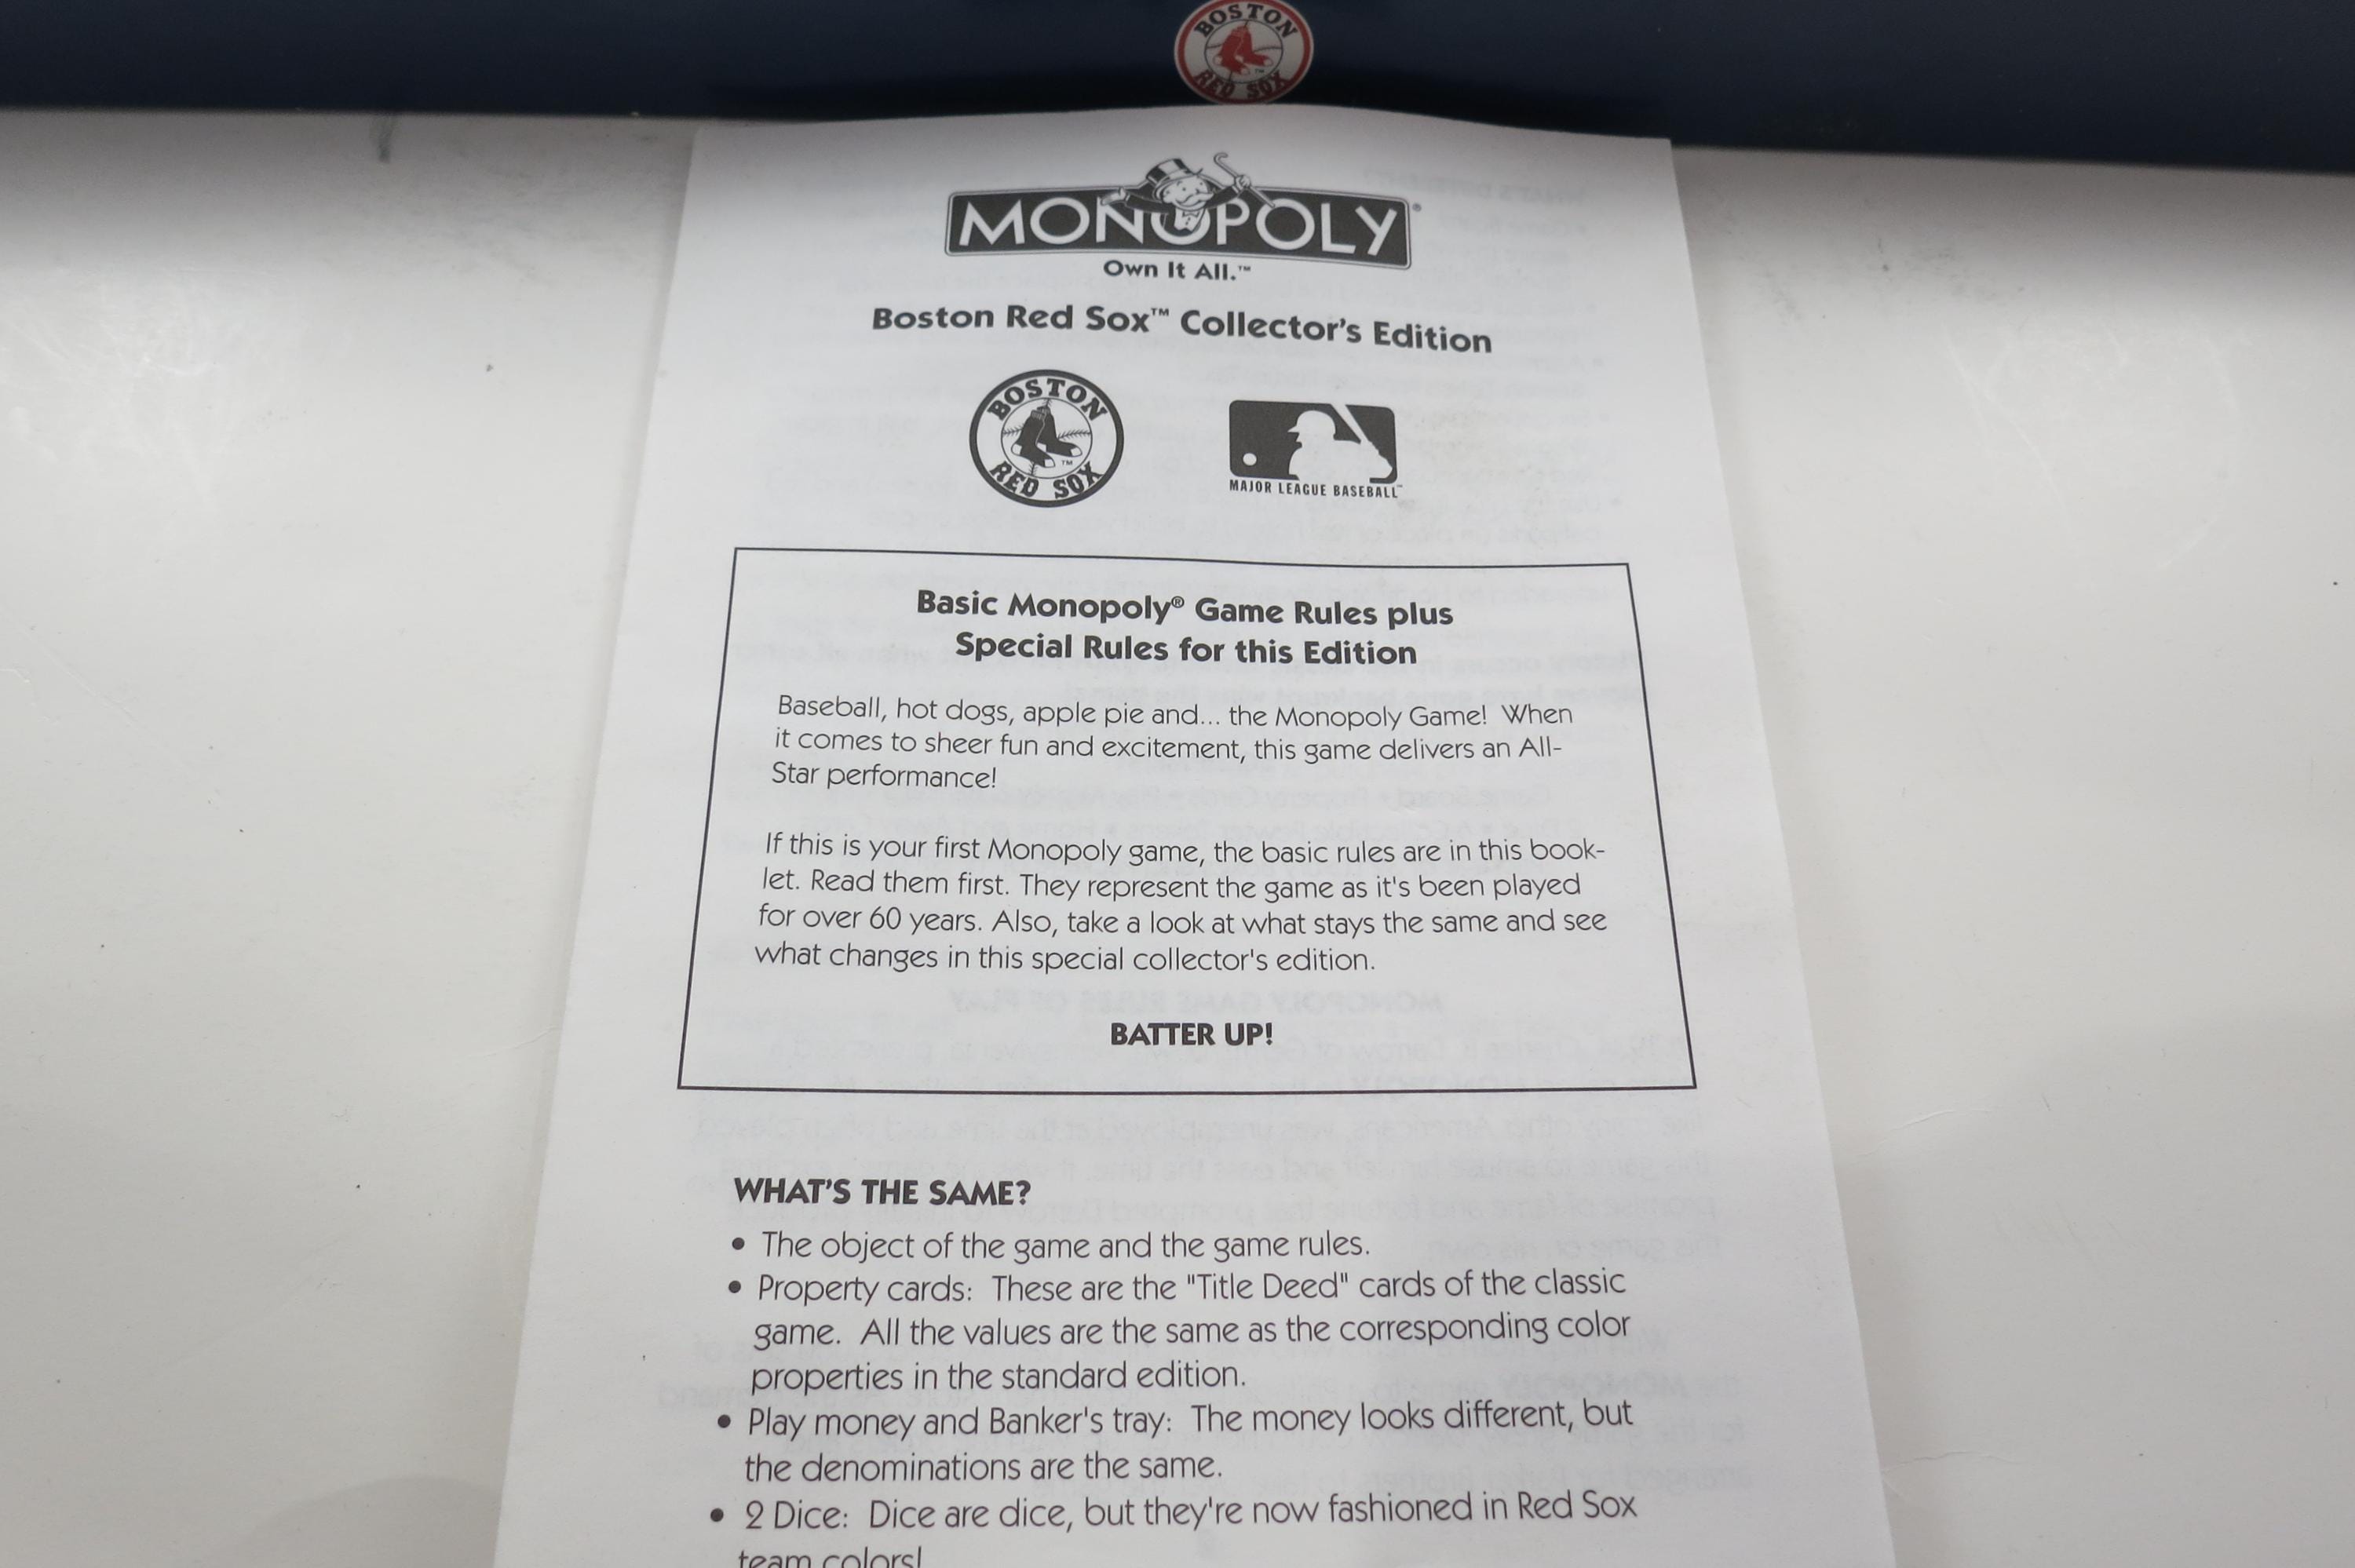 BOSTON
RED SOX
MONOPOLY®
Own It All.™
Boston Red Sox™ Collector's Edition
BOSTON
RED SOX
™
MAJOR LEAGUE BASEBALL™
Basic Monopoly® Game Rules plus
Special Rules for this Edition
Baseball, hot dogs, apple pie and... the Monopoly Game! When
it comes to sheer fun and excitement, this game delivers an All-
Star performance!
If this is your first Monopoly game, the basic rules are in this book-
let. Read them first. They represent the game as it's been played
for over 60 years. Also, take a look at what stays the same and see
what changes in this special collector's edition.
BATTER UP!
WHAT'S THE SAME?
• The object of the game and the game rules.
• Property cards: These are the "Title Deed" cards of the classic
game. All the values are the same as the corresponding color
properties in the standard edition.
• Play money and Banker's tray: The money looks different, but
the denominations are the same.
• 2 Dice: Dice are dice, but they're now fashioned in Red Sox
team colors!